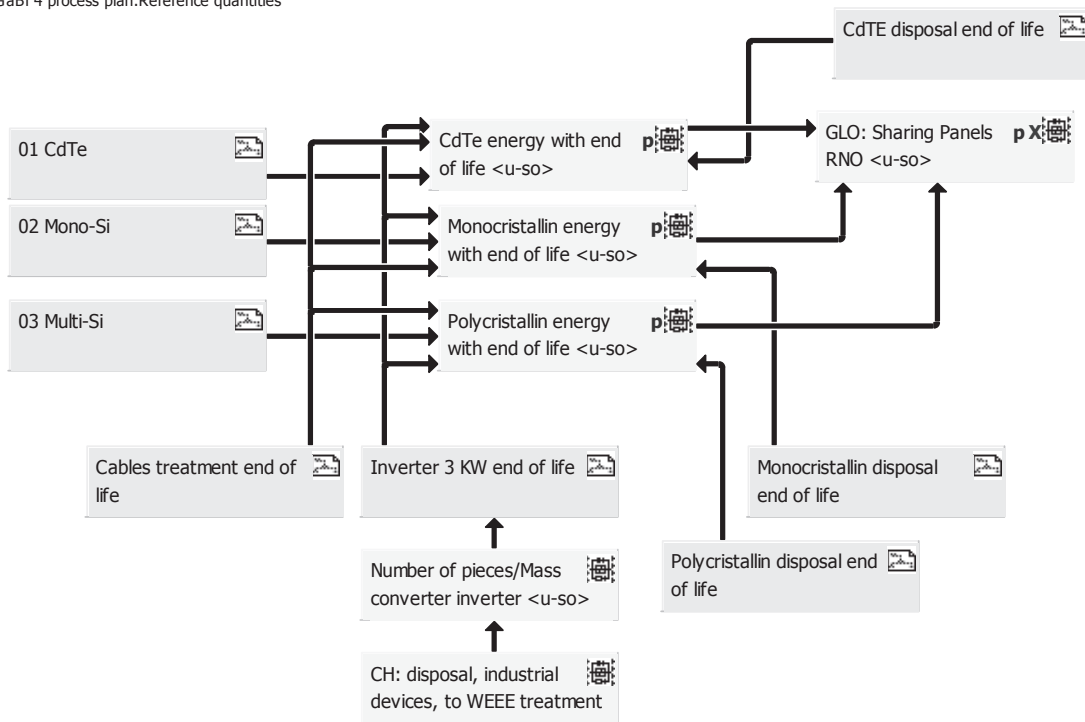 GaBi 4 process plan:Reference quantities
CdTE disposal end of life
01 CdTe
CdTe energy with end
of life <u-so>
p
GLO: Sharing Panels
RNO <u-so>
p X
02 Mono-Si
Monocristallin energy
with end of life <u-so>
p
03 Multi-Si
Polycristallin energy
with end of life <u-so>
p
Cables treatment end of
life
Inverter 3 KW end of life
Monocristallin disposal
end of life
Number of pieces/Mass
converter inverter <u-so>
Polycristallin disposal end
of life
CH: disposal, industrial
devices, to WEEE treatment